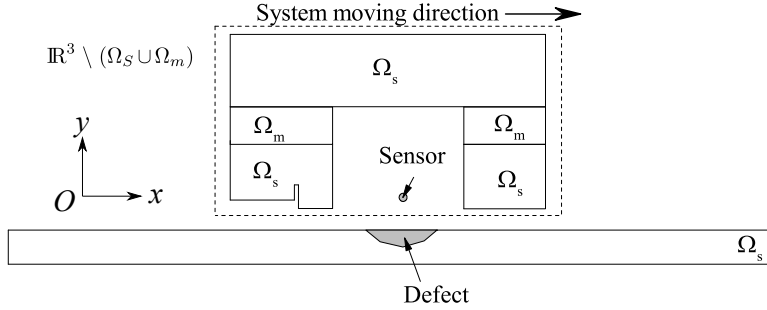 System moving direction
ℝ³ \ (Ω_S ∪ Ω_m)
Ω_s
Ω_m
Ω_m
y
Sensor
Ω_s
Ω_s
O
x
Ω_s
Defect